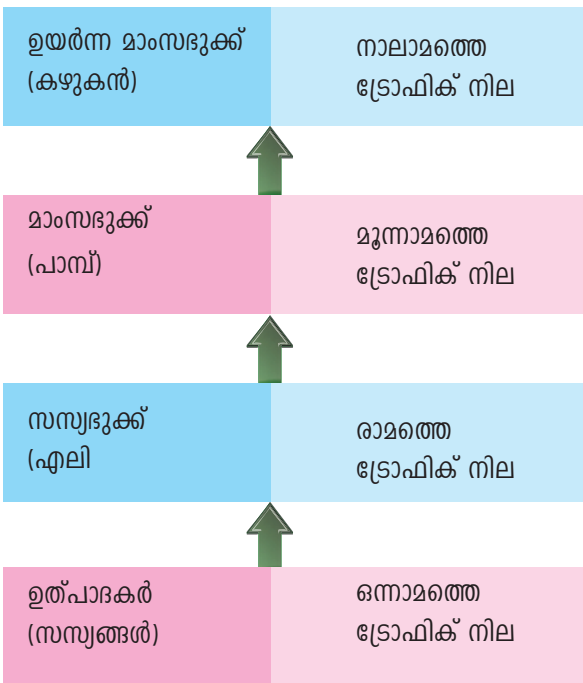 ഉയർന്ന മാംസഭുക്ക്
(കഴുകൻ)
നാലാമത്തെ
ട്രോഫിക് നില
മാംസഭുക്ക്
(പാമ്പ്)
മൂന്നാമത്തെ
ട്രോഫിക് നില
സസ്യഭുക്ക്
(എലി
രാമത്തെ
ട്രോഫിക് നില
ഉത്പാദകർ
(സസ്യങ്ങൾ)
ഒന്നാമത്തെ
ട്രോഫിക് നില